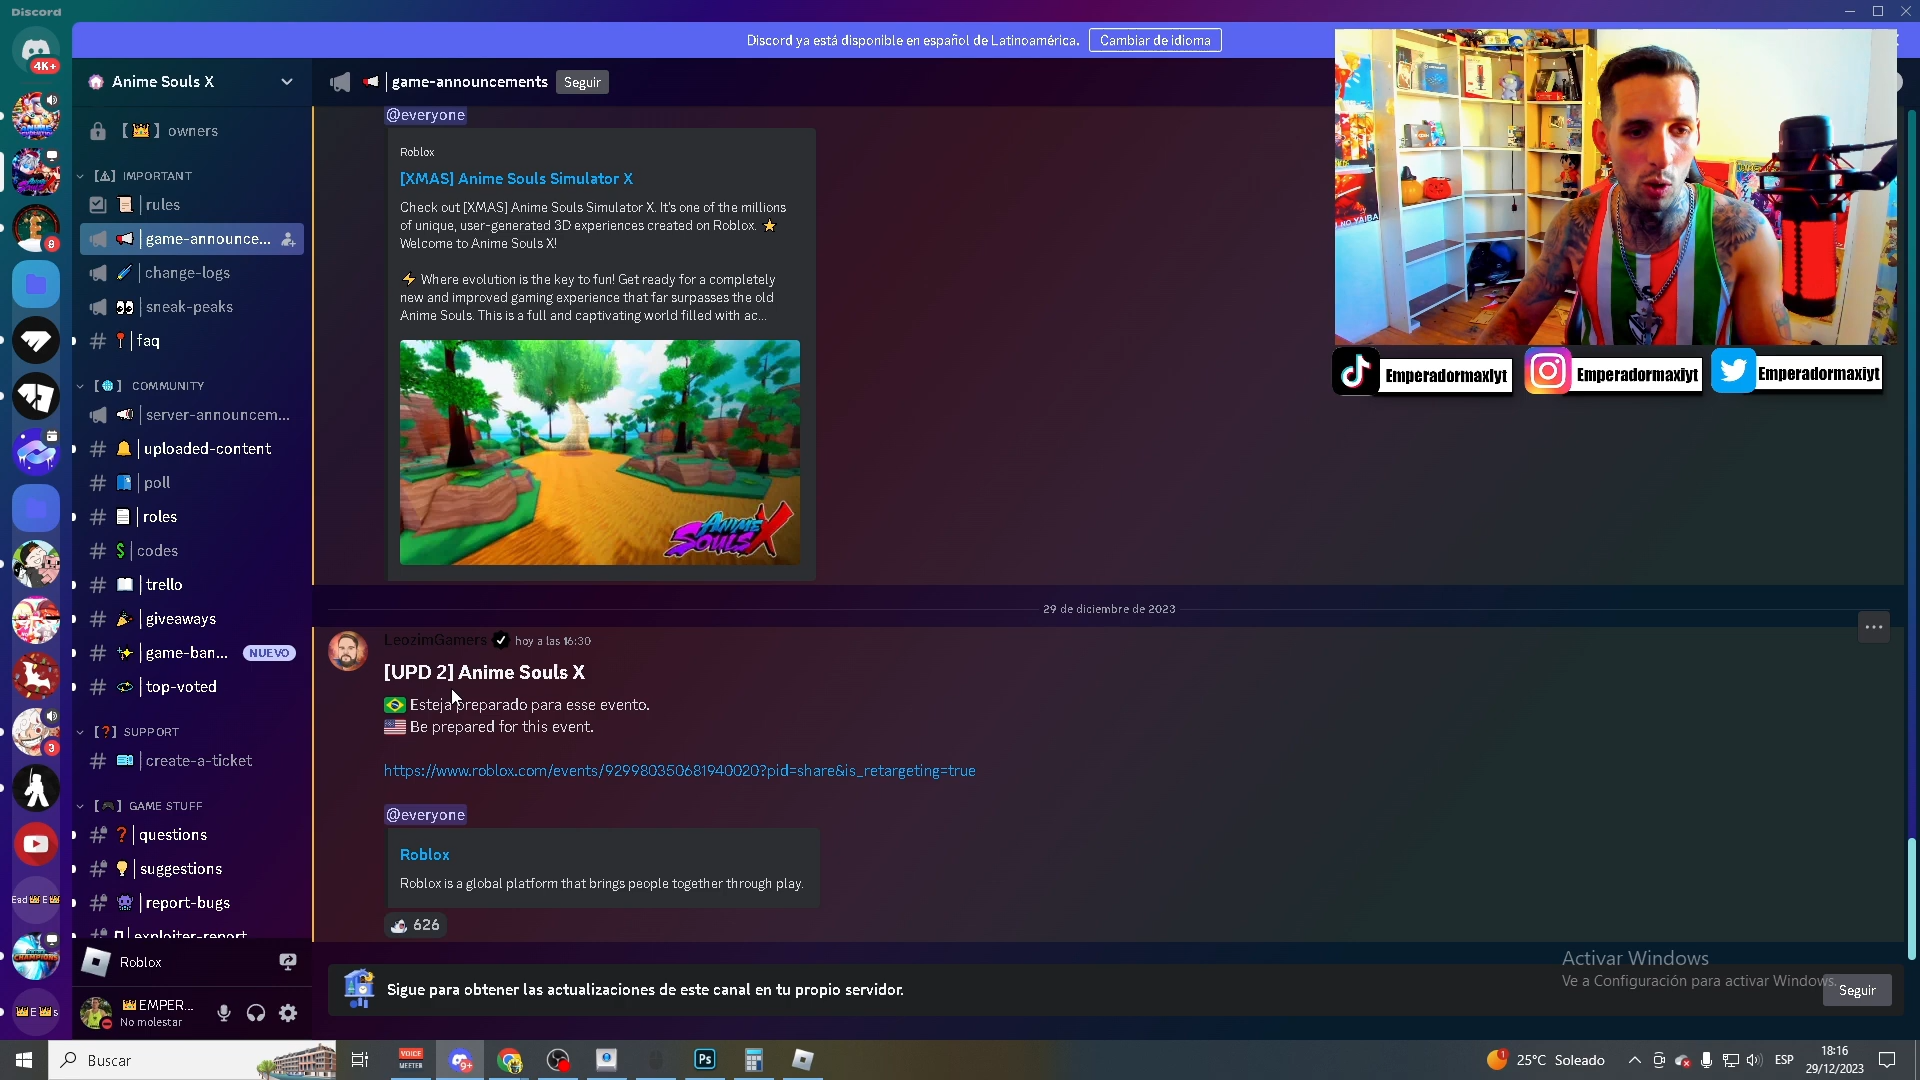 Discord
Discord ya está disponible en español de Latinoamérica.
Cambiar de idioma
4K+
Anime Souls X
owners
IMPORTANT
rules
game-announce...
change-logs
sneak-peaks
faq
COMMUNITY
server-announcem...
uploaded-content
poll
roles
codes
trello
giveaways
game-ban...
NUEVO
top-voted
SUPPORT
create-a-ticket
GAME STUFF
questions
suggestions
report-bugs
exploiter-report
Roblox
EMPER...
No molestar
game-announcements
Seguir
@everyone
Roblox
[XMAS] Anime Souls Simulator X
Check out [XMAS] Anime Souls Simulator X. It's one of the millions
of unique, user-generated 3D experiences created on Roblox. ⭐
Welcome to Anime Souls X!
⚡ Where evolution is the key to fun! Get ready for a completely
new and improved gaming experience that far surpasses the old
Anime Souls. This is a full and captivating world filled with ac...
ANIME
SOULS X
29 de diciembre de 2023
LeozimGamers hoy a las 16:30
[UPD 2] Anime Souls X
🇧🇷 Esteja preparado para esse evento.
🇺🇸 Be prepared for this event.
https://www.roblox.com/events/929980350681940020?pid=share&is_retargeting=true
@everyone
Roblox
Roblox is a global platform that brings people together through play.
626
Sigue para obtener las actualizaciones de este canal en tu propio servidor.
Seguir
Activar Windows
Ve a Configuración para activar Windows.
Emperadormaxiyt
Emperadormaxiyt
Emperadormaxiyt
Buscar
VOICE
MEETER
9+
Ps
25°C Soleado
ESP
18:16
29/12/2023